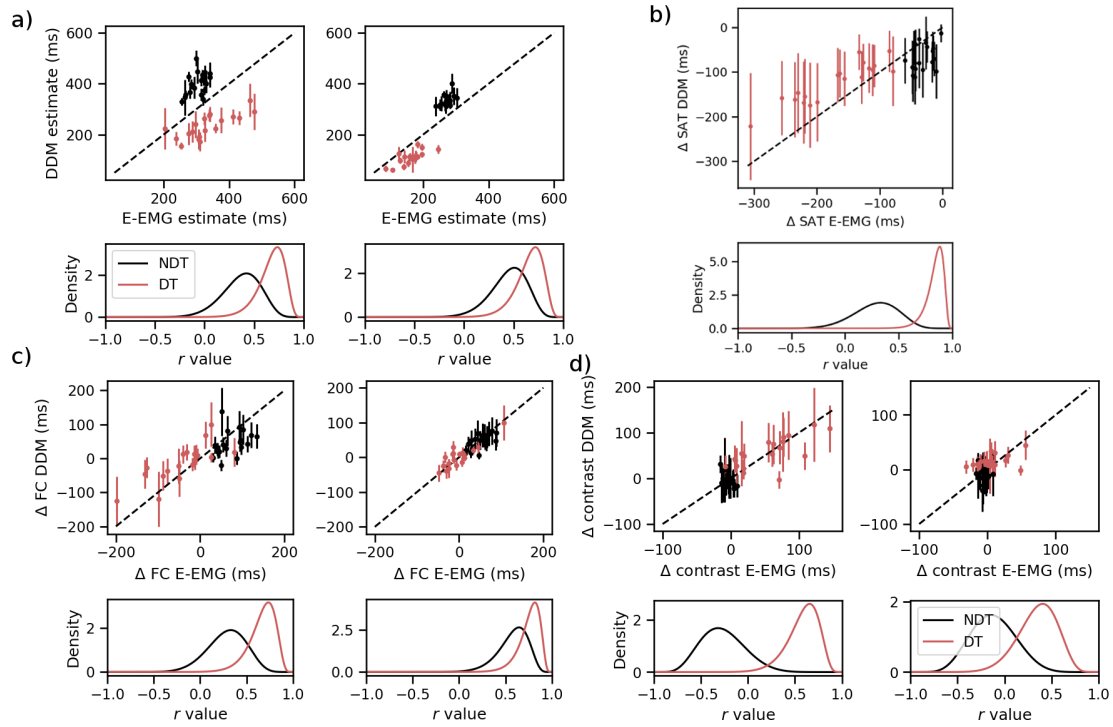 a)
DDM estimate (ms)
600
400
200
200 400 600
E-EMG estimate (ms)
600
400
200
200 400 600
E-EMG estimate (ms)
Density
2
0
NDT
DT
−1.0 −0.5 0.0 0.5 1.0
r value
2
0
−1.0 −0.5 0.0 0.5 1.0
r value
b)
Δ SAT DDM (ms)
0
−100
−200
−300
−300 −200 −100 0
Δ SAT E-EMG (ms)
Density
5.0
2.5
0.0
−1.0 −0.5 0.0 0.5 1.0
r value
c)
Δ FC DDM (ms)
200
100
0
−100
−200
−200 0 200
Δ FC E-EMG (ms)
200
100
0
−100
−200
−200 0 200
Δ FC E-EMG (ms)
Density
2
0
−1.0 −0.5 0.0 0.5 1.0
r value
2.5
0.0
−1.0 −0.5 0.0 0.5 1.0
r value
d)
Δ contrast DDM (ms)
200
100
0
−100
−100 0 100
Δ contrast E-EMG (ms)
100
0
−100
−100 0 100
Δ contrast E-EMG (ms)
Density
2
0
−1.0 −0.5 0.0 0.5 1.0
r value
2
1
0
NDT
DT
−1.0 −0.5 0.0 0.5 1.0
r value